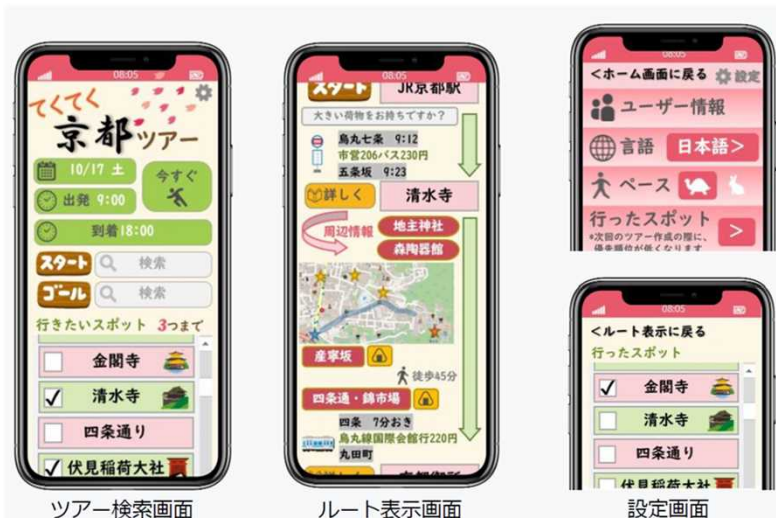 08:05
てくてく
京都ツアー
10/17 土
今すぐ
出発 9:00
到着18:00
スタート 検索
ゴール 検索
行きたいスポット 3つまで
金閣寺
清水寺
四条通り
伏見稲荷大社
ツアー検索画面
08:05
スタート JR京都駅
大きい荷物をお持ちですか?
烏丸七条 9:12
市営206バス230円
五条坂 9:23
詳しく 清水寺
周辺情報 地主神社
森陶器館
産寧坂
徒歩45分
四条通・錦市場
四条 7分おき
烏丸線国際会館行220円
丸田町
ルート表示画面
08:05
<ホーム画面に戻る 設定
ユーザー情報
言語 日本語>
ペース
行ったスポット >
*次回のツアー作成の際に、
優先順位が低くなります
08:05
<ルート表示に戻る
行ったスポット
金閣寺
清水寺
四条通り
伏見稲荷大社
設定画面